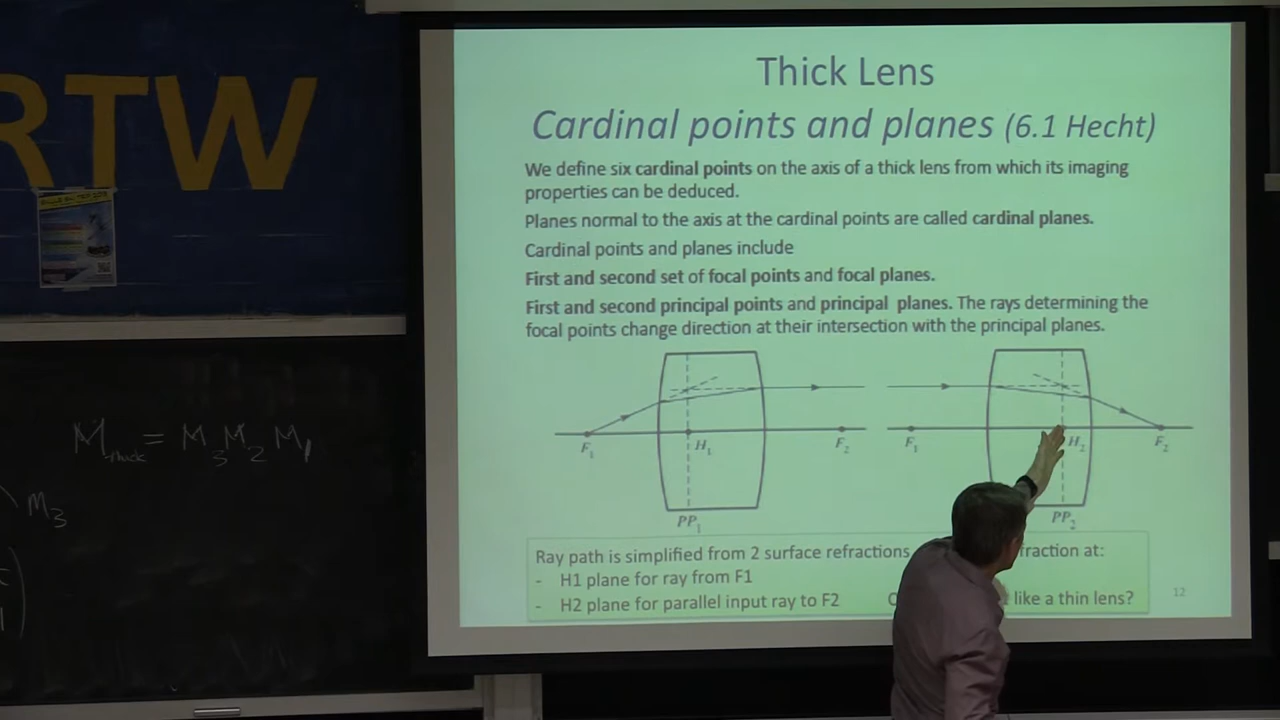 RTW
Thick Lens
Cardinal points and planes (6.1 Hecht)
We define six cardinal points on the axis of a thick lens from which its imaging
properties can be deduced.
Planes normal to the axis at the cardinal points are called cardinal planes.
Cardinal points and planes include
First and second set of focal points and focal planes.
First and second principal points and principal planes. The rays determining the
focal points change direction at their intersection with the principal planes.
F₁ H₁ F₂ F₁ H₂ F₂
PP₁ PP₂
Ray path is simplified from 2 surface refractions fraction at:
- H1 plane for ray from F1
- H2 plane for parallel input ray to F2 like a thin lens?
12
M thick = M₃ M₂ M₁
M₃